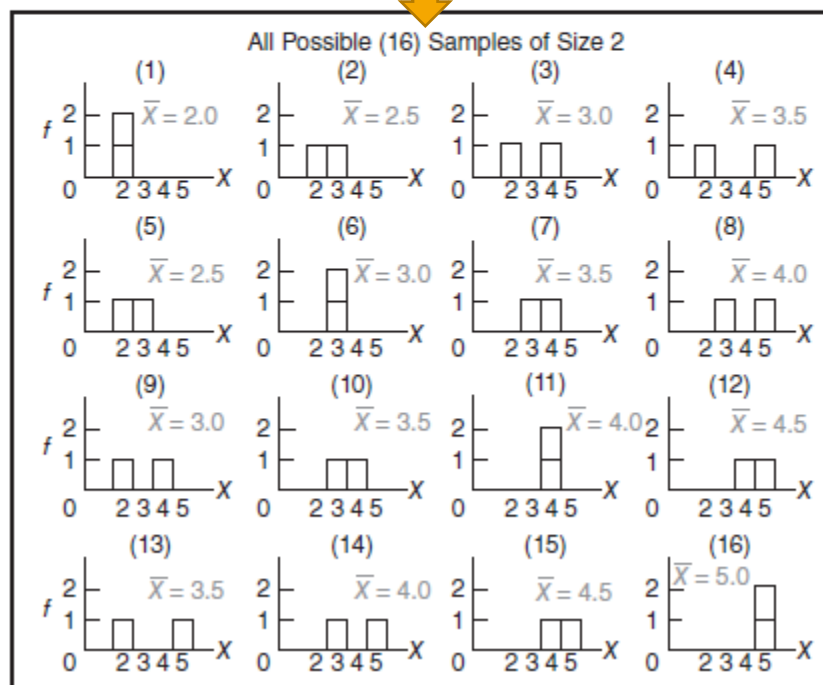 All Possible (16) Samples of Size 2
(1) (2) (3) (4)
f 2 1 0 X̅ = 2.0 2 3 4 5 X
2 1 0 X̅ = 2.5 2 3 4 5 X
2 1 0 X̅ = 3.0 2 3 4 5 X
2 1 0 X̅ = 3.5 2 3 4 5 X
(5) (6) (7) (8)
f 2 1 0 X̅ = 2.5 2 3 4 5 X
2 1 0 X̅ = 3.0 2 3 4 5 X
2 1 0 X̅ = 3.5 2 3 4 5 X
2 1 0 X̅ = 4.0 2 3 4 5 X
(9) (10) (11) (12)
f 2 1 0 X̅ = 3.0 2 3 4 5 X
2 1 0 X̅ = 3.5 2 3 4 5 X
2 1 0 X̅ = 4.0 2 3 4 5 X
2 1 0 X̅ = 4.5 2 3 4 5 X
(13) (14) (15) (16)
f 2 1 0 X̅ = 3.5 2 3 4 5 X
2 1 0 X̅ = 4.0 2 3 4 5 X
2 1 0 X̅ = 4.5 2 3 4 5 X
2 1 0 X̅ = 5.0 2 3 4 5 X